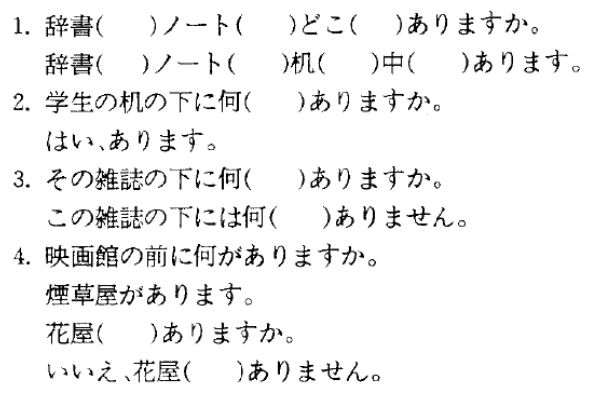 1. 辞書(　　)ノート(　　)どこ(　　)ありますか。
辞書(　　)ノート(　　)机(　　)中(　　)あります。
2. 学生の机の下に何(　　)ありますか。
はい、あります。
3. その雑誌の下に何(　　)ありますか。
この雑誌の下には何(　　)ありません。
4. 映画館の前に何がありますか。
煙草屋があります。
花屋(　　)ありますか。
いいえ、花屋(　　)ありません。